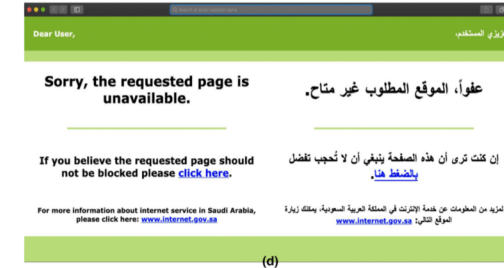 Dear User,
عزيزي المستخدم،
Sorry, the requested page is
unavailable.
عفواً، الموقع المطلوب غير متاح.
If you believe the requested page should
not be blocked please click here.
إن كنت ترى أن هذه الصفحة ينبغي أن لا تُحجب تفضل
بالضغط هنا.
For more information about internet service in Saudi Arabia,
please click here: www.internet.gov.sa
لمزيد من المعلومات عن خدمة الإنترنت في المملكة العربية السعودية، يمكنك زيارة
الموقع التالي: www.internet.gov.sa
(d)